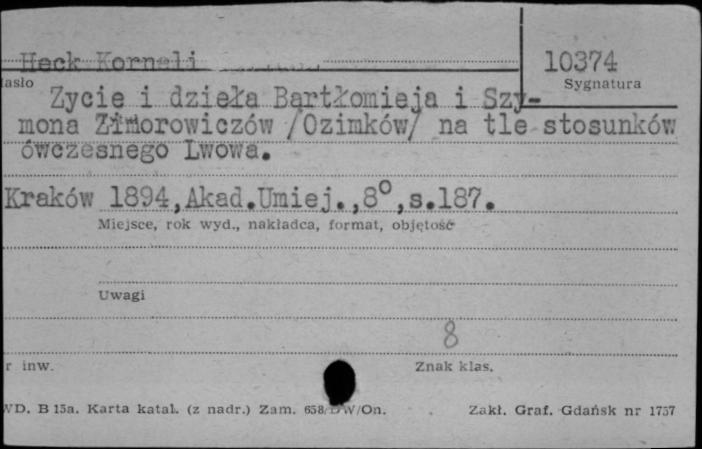 Heck Korneli
10374
asło
Sygnatura
Zycie i dzieła Bartłomieja i Szy-
mona Zimorowiczów /Ozimków/ na tle stosunków
ówczesnego Lwowa.
Kraków 1894,Akad.Umiej.,8°,s.187.
Miejsce, rok wyd., nakładca, format, objętość
Uwagi
8
r inw.
Znak klas.
WD. B 15a. Karta katal. (z nadr.) Zam. 658/DW/On.
Zakł. Graf. Gdańsk nr 1757